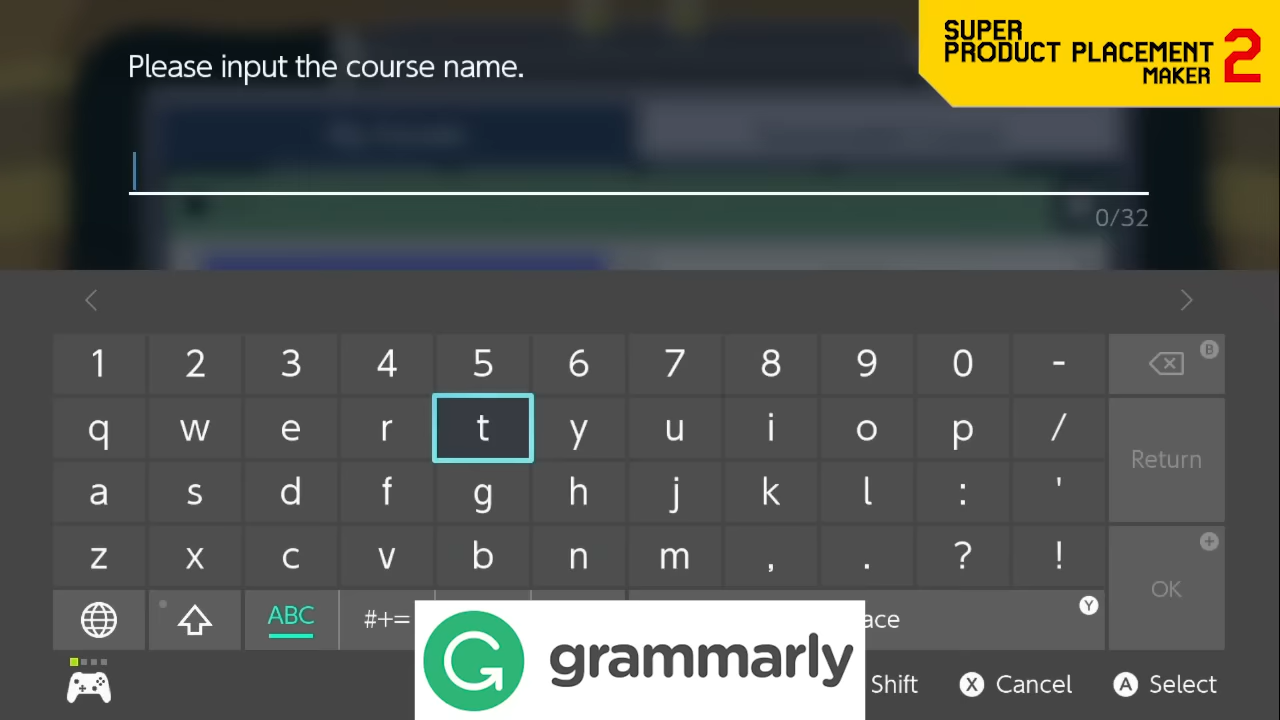 SUPER
PRODUCT PLACEMENT
MAKER 2
Please input the course name.
0/32
1 2 3 4 5 6 7 8 9 0 - B
q w e r t y u i o p /
Return
a s d f g h j k l : '
z x c v b n m , . ? ! +
OK
ABC #+= ace Y
G grammarly
Shift X Cancel A Select